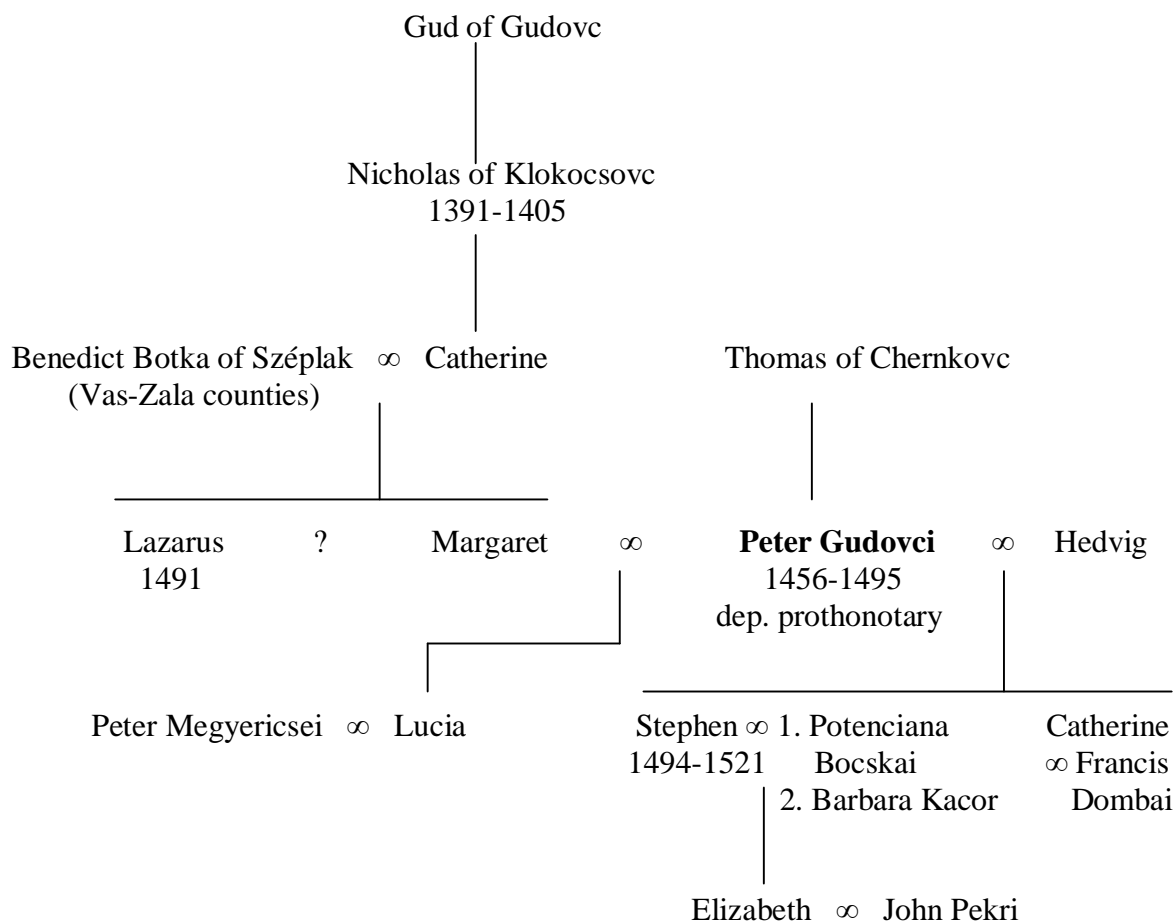 Gud of Gudovc
Nicholas of Klokocsovc
1391-1405
Benedict Botka of Széplak ∞ Catherine Thomas of Chernkovc
(Vas-Zala counties)
Lazarus ? Margaret ∞ Peter Gudovci ∞ Hedvig
1491 1456-1495
dep. prothonotary
Peter Megyericsei ∞ Lucia Stephen ∞ 1. Potenciana Catherine
1494-1521 Bocskai ∞ Francis
2. Barbara Kacor Dombai
Elizabeth ∞ John Pekri